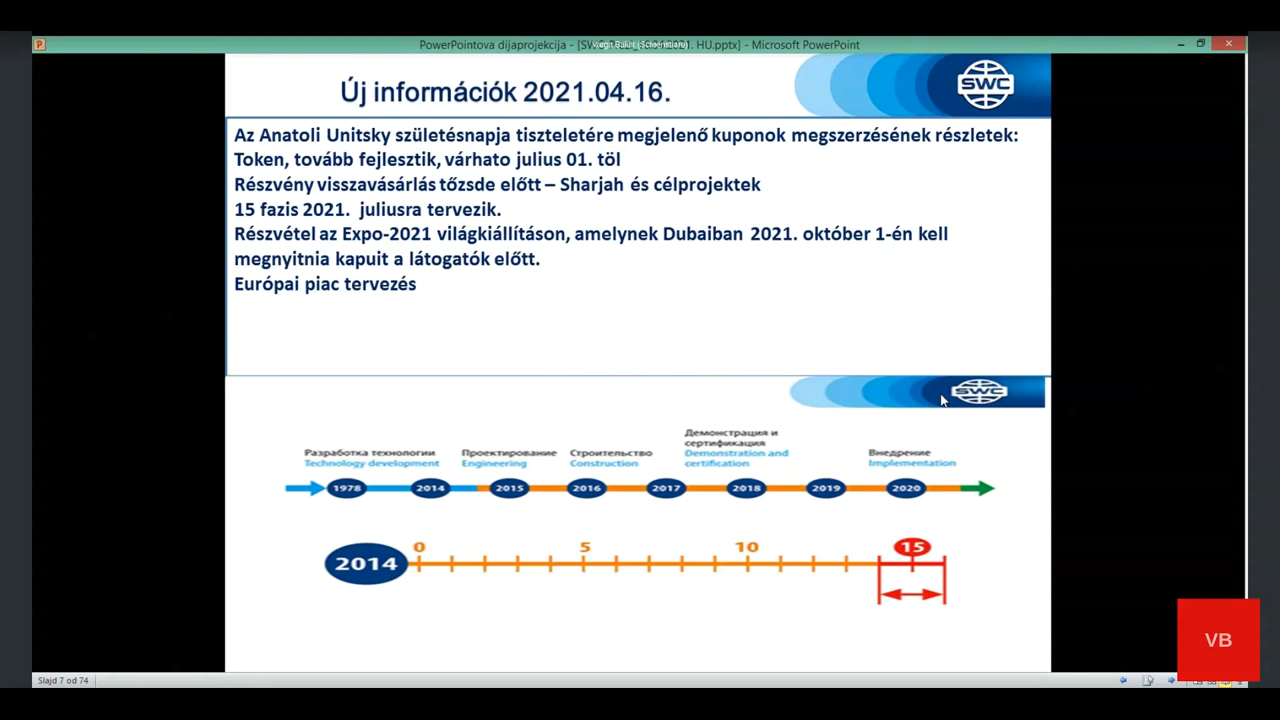 PowerPointova dijaprojekcija - [SWC HU.pptx] - Microsoft PowerPoint
Új információk 2021.04.16.
SWC
Az Anatoli Unitsky születésnapja tiszteletére megjelenő kuponok megszerzésének részletek:
Token, tovább fejlesztik, várhato julius 01. töl
Részvény visszavásárlás tőzsde előtt – Sharjah és célprojektek
15 fazis 2021. juliusra tervezik.
Részvétel az Expo-2021 világkiállításon, amelynek Dubaiban 2021. október 1-én kell
megnyitnia kapuit a látogatók előtt.
Európai piac tervezés
SWC
Демонстрация и
Разработка технологии Проектирование Строительство сертификация Внедрение
Technology development Engineering Construction Demonstration and Implementation
certification
1978 2014 2015 2016 2017 2018 2019 2020
0 5 10 15
2014
VB
Slajd 7 od 74